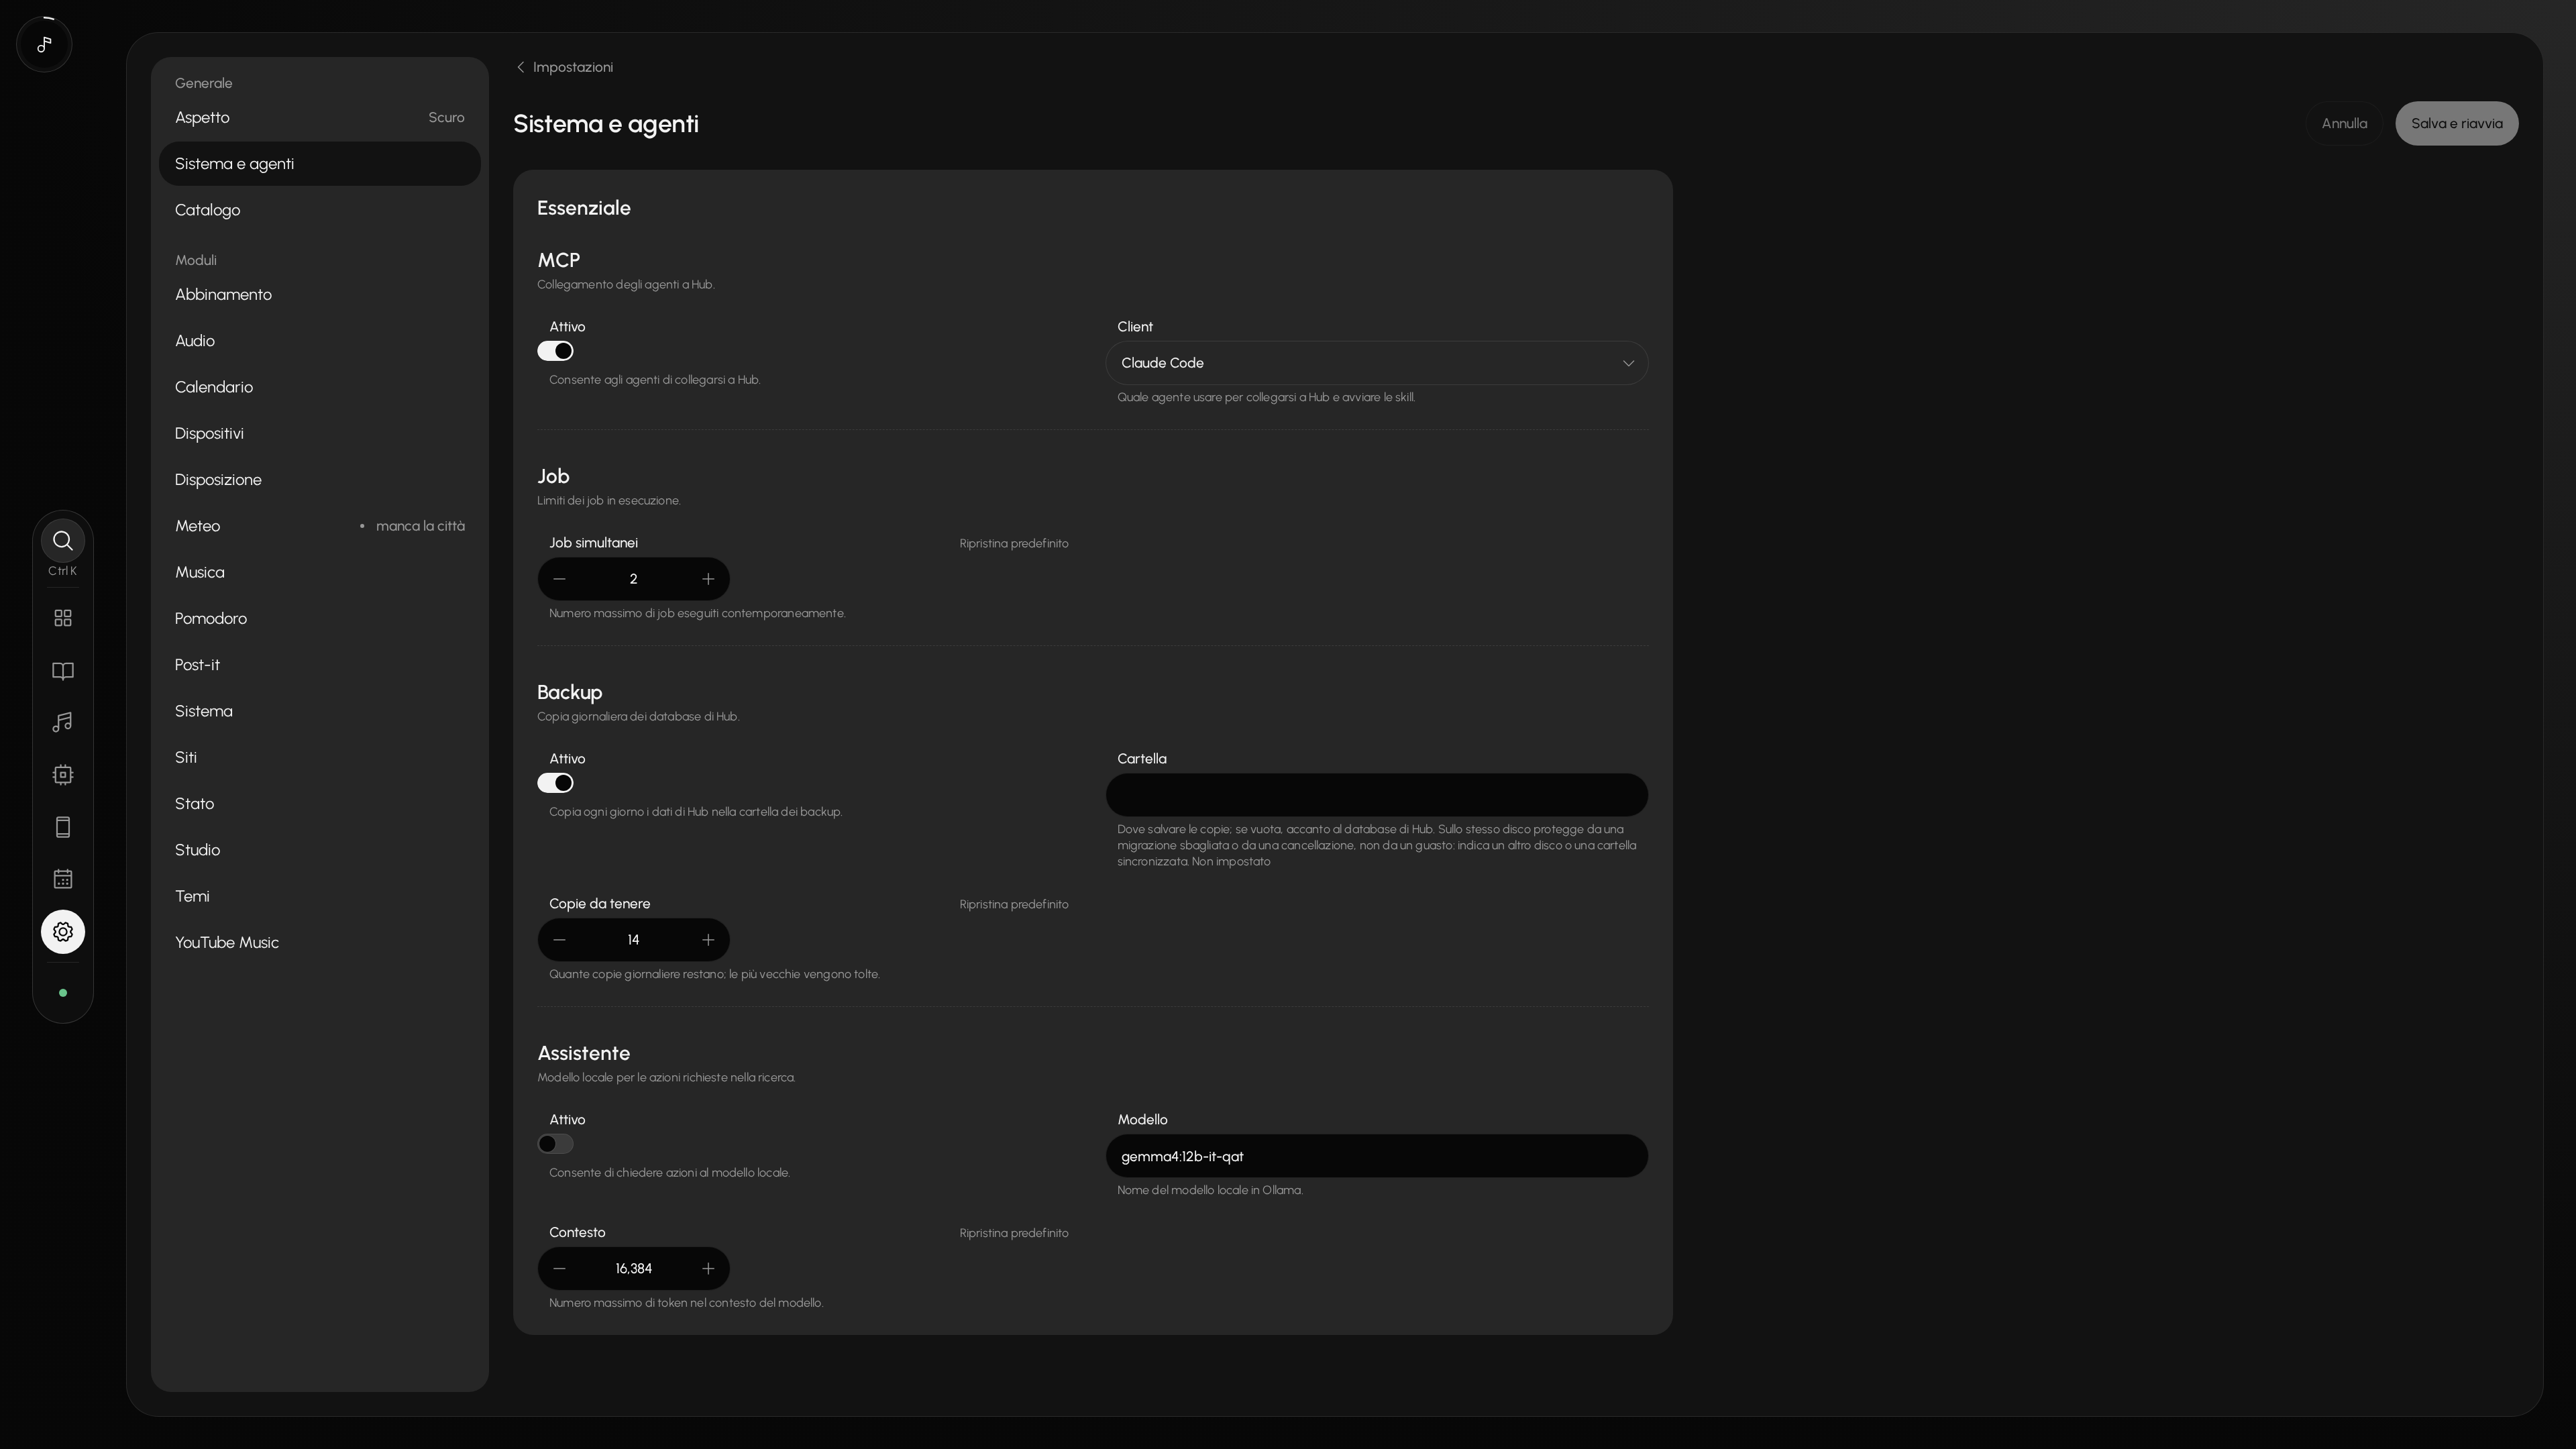 Impostazioni
Generale
Aspetto
Scuro
Sistema e agenti
Catalogo
Moduli
Abbinamento
Audio
Calendario
Dispositivi
Disposizione
Meteo
• manca la città
Musica
Pomodoro
Post-it
Sistema
Siti
Stato
Studio
Temi
YouTube Music
Ctrl K
Sistema e agenti
Annulla
Salva e riavvia
Essenziale
MCP
Collegamento degli agenti a Hub.
Attivo
Consente agli agenti di collegarsi a Hub.
Client
Claude Code
Quale agente usare per collegarsi a Hub e avviare le skill.
Job
Limiti dei job in esecuzione.
Job simultanei
Ripristina predefinito
2
Numero massimo di job eseguiti contemporaneamente.
Backup
Copia giornaliera dei database di Hub.
Attivo
Copia ogni giorno i dati di Hub nella cartella dei backup.
Cartella
Dove salvare le copie; se vuota, accanto al database di Hub. Sullo stesso disco protegge da una
migrazione sbagliata o da una cancellazione, non da un guasto: indica un altro disco o una cartella
sincronizzata. Non impostato
Copie da tenere
Ripristina predefinito
14
Quante copie giornaliere restano; le più vecchie vengono tolte.
Assistente
Modello locale per le azioni richieste nella ricerca.
Attivo
Consente di chiedere azioni al modello locale.
Modello
gemma4:12b-it-qat
Nome del modello locale in Ollama.
Contesto
Ripristina predefinito
16,384
Numero massimo di token nel contesto del modello.